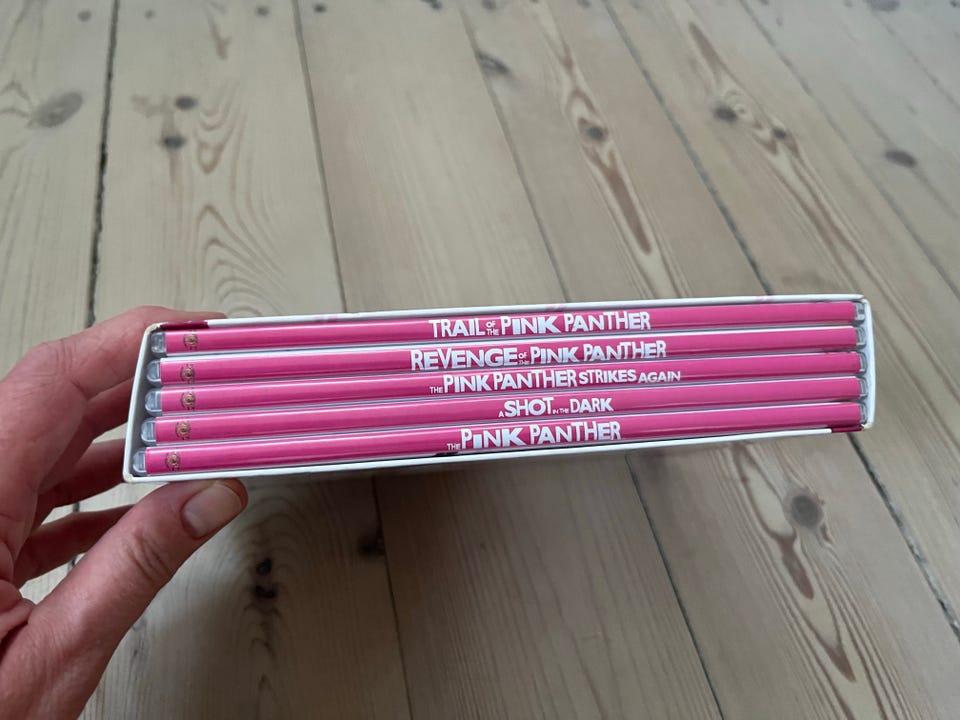 TRAIL OF THE PINK PANTHER
REVENGE OF THE PINK PANTHER
THE PINK PANTHER STRIKES AGAIN
A SHOT IN THE DARK
THE PINK PANTHER